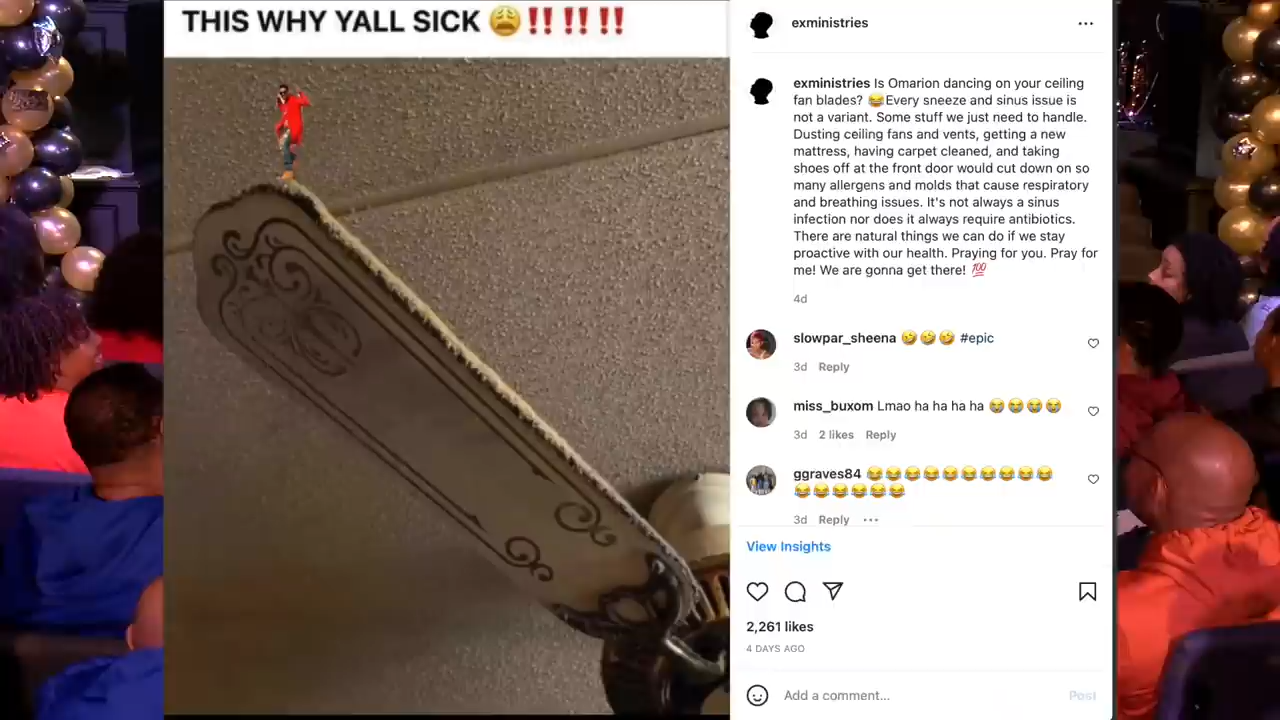 THIS WHY YALL SICK 😩‼️‼️‼️
exministries
exministries Is Omarion dancing on your ceiling
fan blades? 😂Every sneeze and sinus issue is
not a variant. Some stuff we just need to handle.
Dusting ceiling fans and vents, getting a new
mattress, having carpet cleaned, and taking
shoes off at the front door would cut down on so
many allergens and molds that cause respiratory
and breathing issues. It's not always a sinus
infection nor does it always require antibiotics.
There are natural things we can do if we stay
proactive with our health. Praying for you. Pray for
me! We are gonna get there! 💯
4d
slowpar_sheena 🤣🤣🤣 #epic
3d Reply
miss_buxom Lmao ha ha ha ha 😭😭😭😭
3d 2 likes Reply
ggraves84 😂😂😂😂😂😂😂😂😂😂
😂😂😂😂😂😂
3d Reply
View Insights
2,261 likes
4 DAYS AGO
Add a comment...
Post